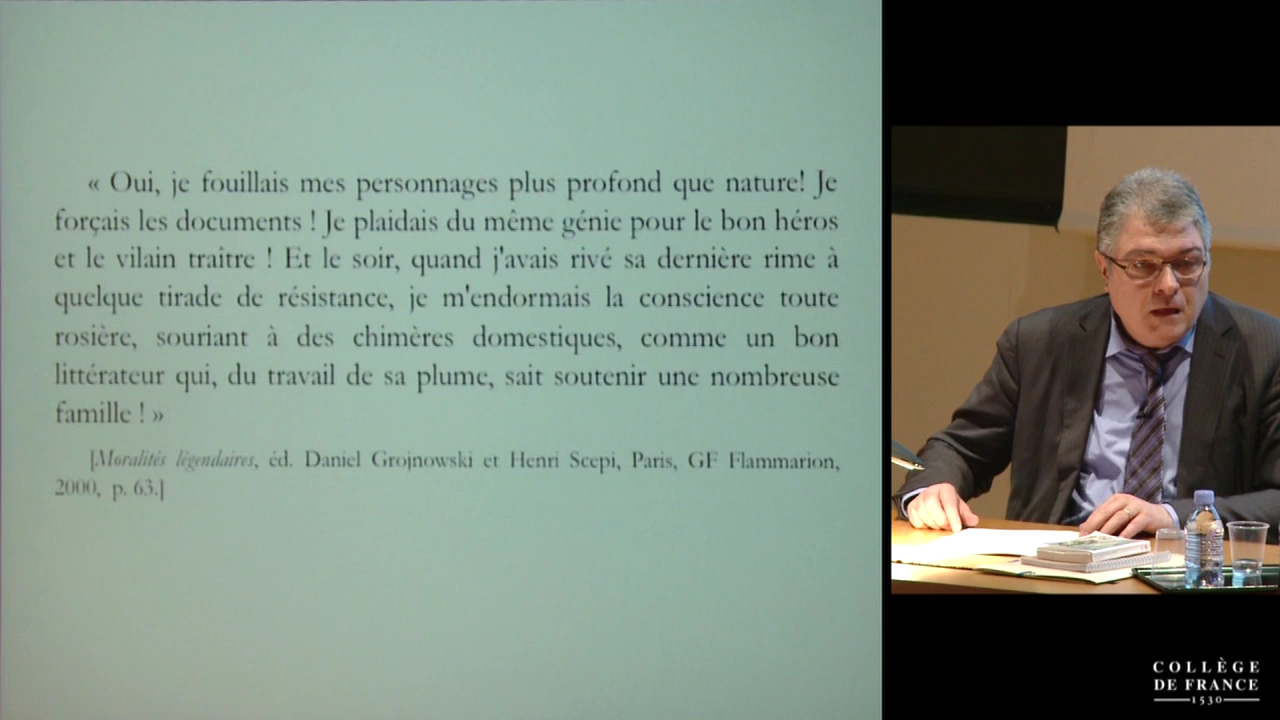 « Oui, je fouillais mes personnages plus profond que nature! Je
forçais les documents ! Je plaidais du même génie pour le bon héros
et le vilain traître ! Et le soir, quand j'avais rivé sa dernière rime à
quelque tirade de résistance, je m'endormais la conscience toute
rosière, souriant à des chimères domestiques, comme un bon
littérateur qui, du travail de sa plume, sait soutenir une nombreuse
famille ! »
[Moralités légendaires, éd. Daniel Grojnowski et Henri Scepi, Paris, GF Flammarion,
2000, p. 63.]
COLLÈGE
DE FRANCE
1530